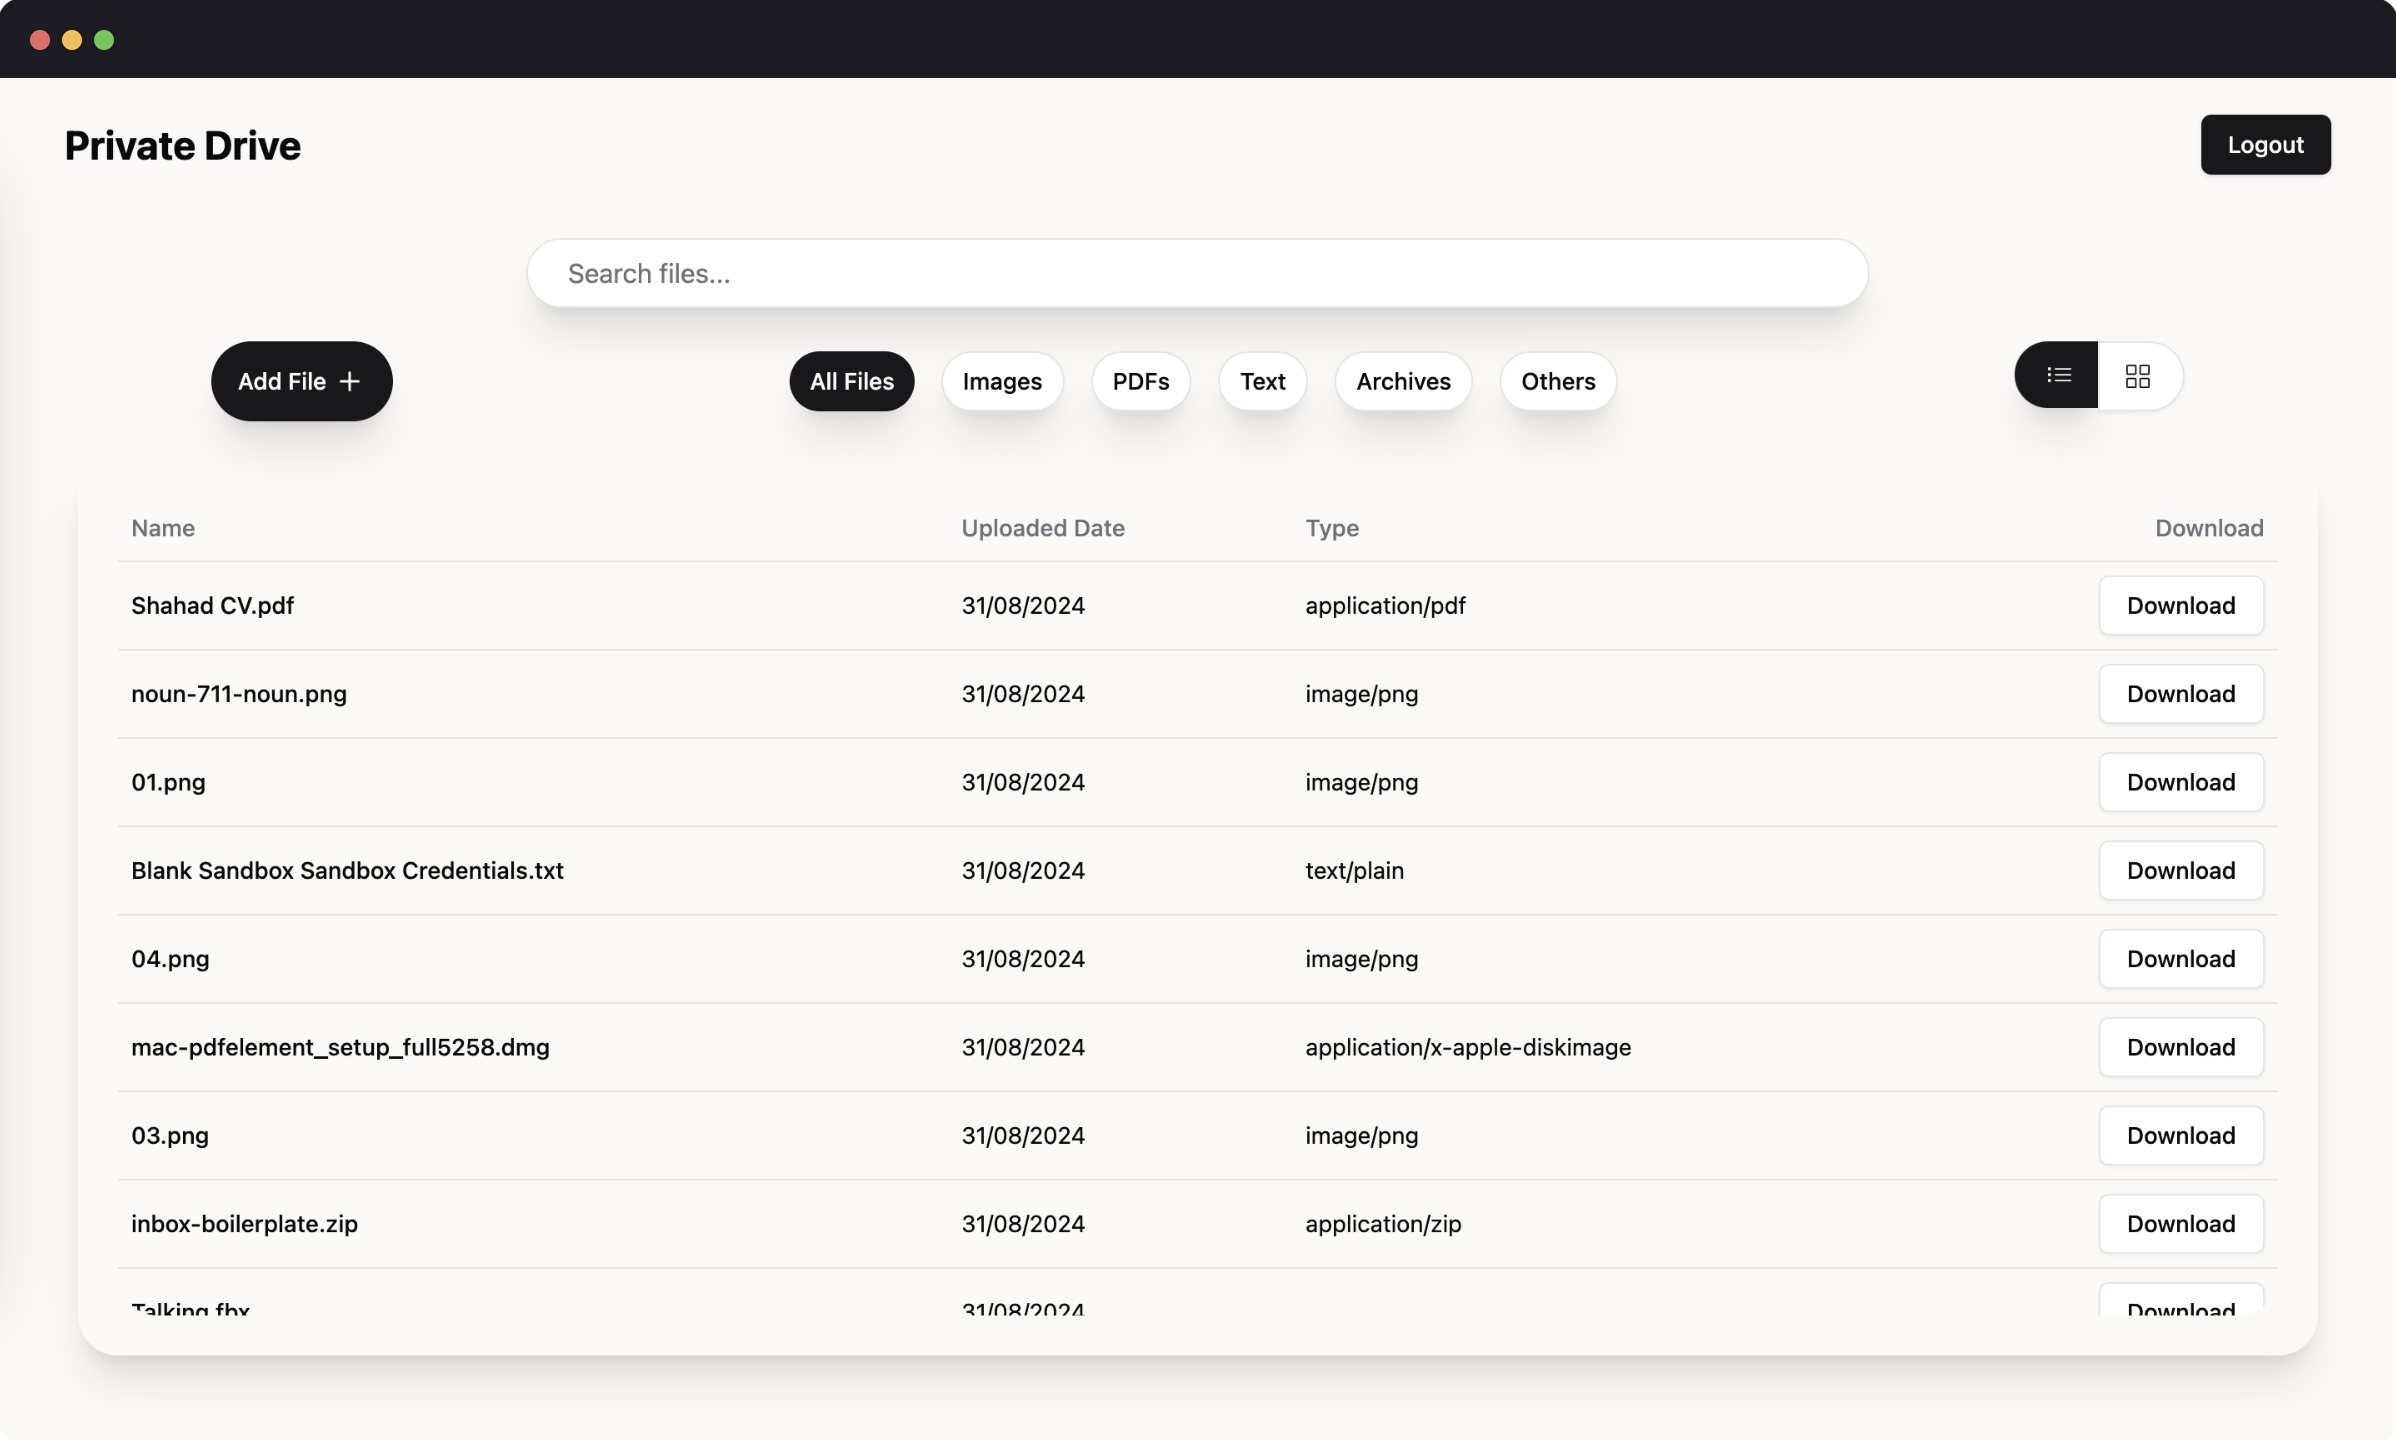 Private Drive
Logout
Search files...
Add File
All Files Images PDFs Text Archives Others
Name Uploaded Date Type Download
Shahad CV.pdf 31/08/2024 application/pdf Download
noun-711-noun.png 31/08/2024 image/png Download
01.png 31/08/2024 image/png Download
Blank Sandbox Sandbox Credentials.txt 31/08/2024 text/plain Download
04.png 31/08/2024 image/png Download
mac-pdfelement_setup_full5258.dmg 31/08/2024 application/x-apple-diskimage Download
03.png 31/08/2024 image/png Download
inbox-boilerplate.zip 31/08/2024 application/zip Download
Talking.fbx 31/08/2024 Download